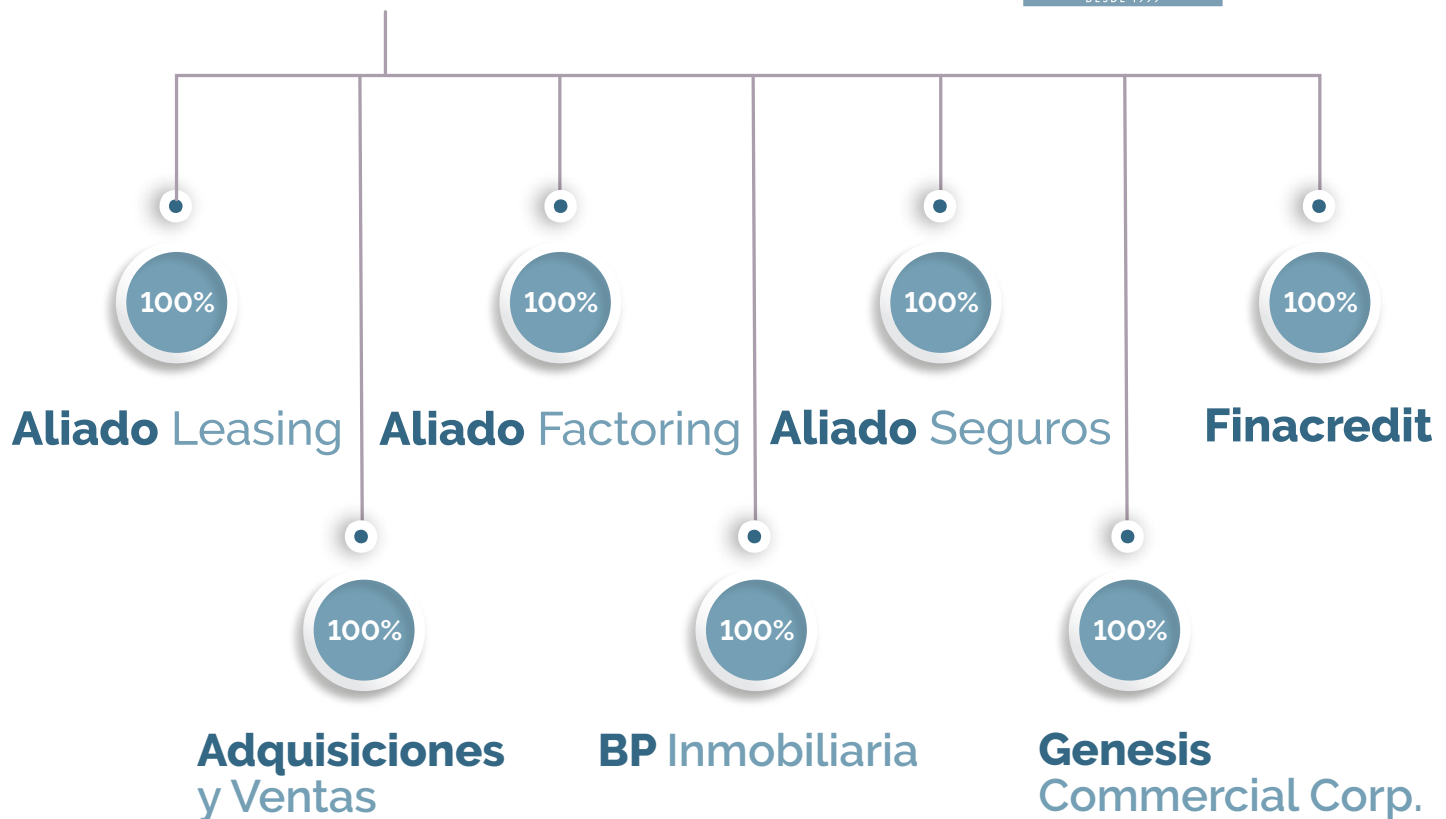 100%
100%
100%
100%
Aliado Leasing
Aliado Factoring
Aliado Seguros
Finacredit
100%
100%
100%
Adquisiciones
y Ventas
BP Inmobiliaria
Genesis
Commercial Corp.